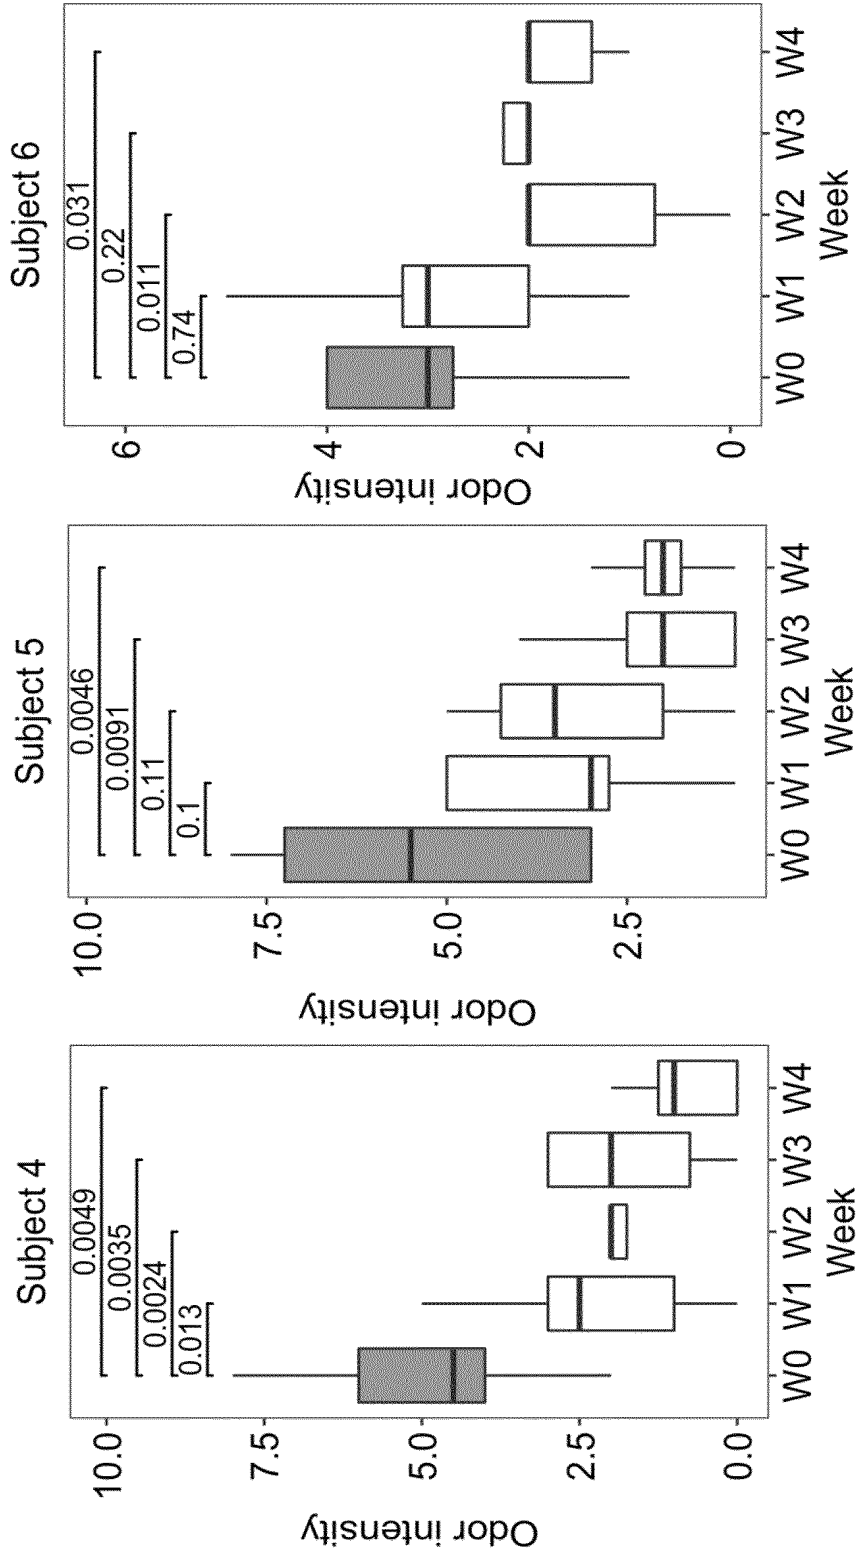 Subject 4
0.0049
0.0035
0.0024
0.013
10.0
7.5
5.0
2.5
0.0
Odor intensity
W0 W1 W2 W3 W4
Week
Subject 5
0.0046
0.0091
0.11
0.1
10.0
7.5
5.0
2.5
Odor intensity
W0 W1 W2 W3 W4
Week
Subject 6
0.031
0.22
0.011
0.74
6
4
2
0
Odor intensity
W0 W1 W2 W3 W4
Week